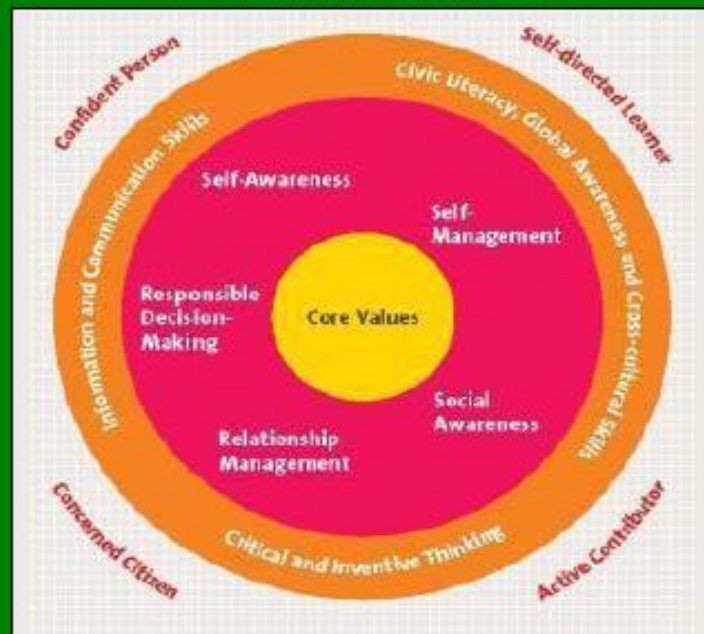 Confident Person
Self-directed Learner
Information and Communication Skills
Civic Literacy, Global Awareness and Cross-cultural Skills
Self-Awareness
Self-
Management
Responsible
Decision-
Making
Core Values
Social
Awareness
Relationship
Management
Critical and Inventive Thinking
Concerned Citizen
Active Contributor